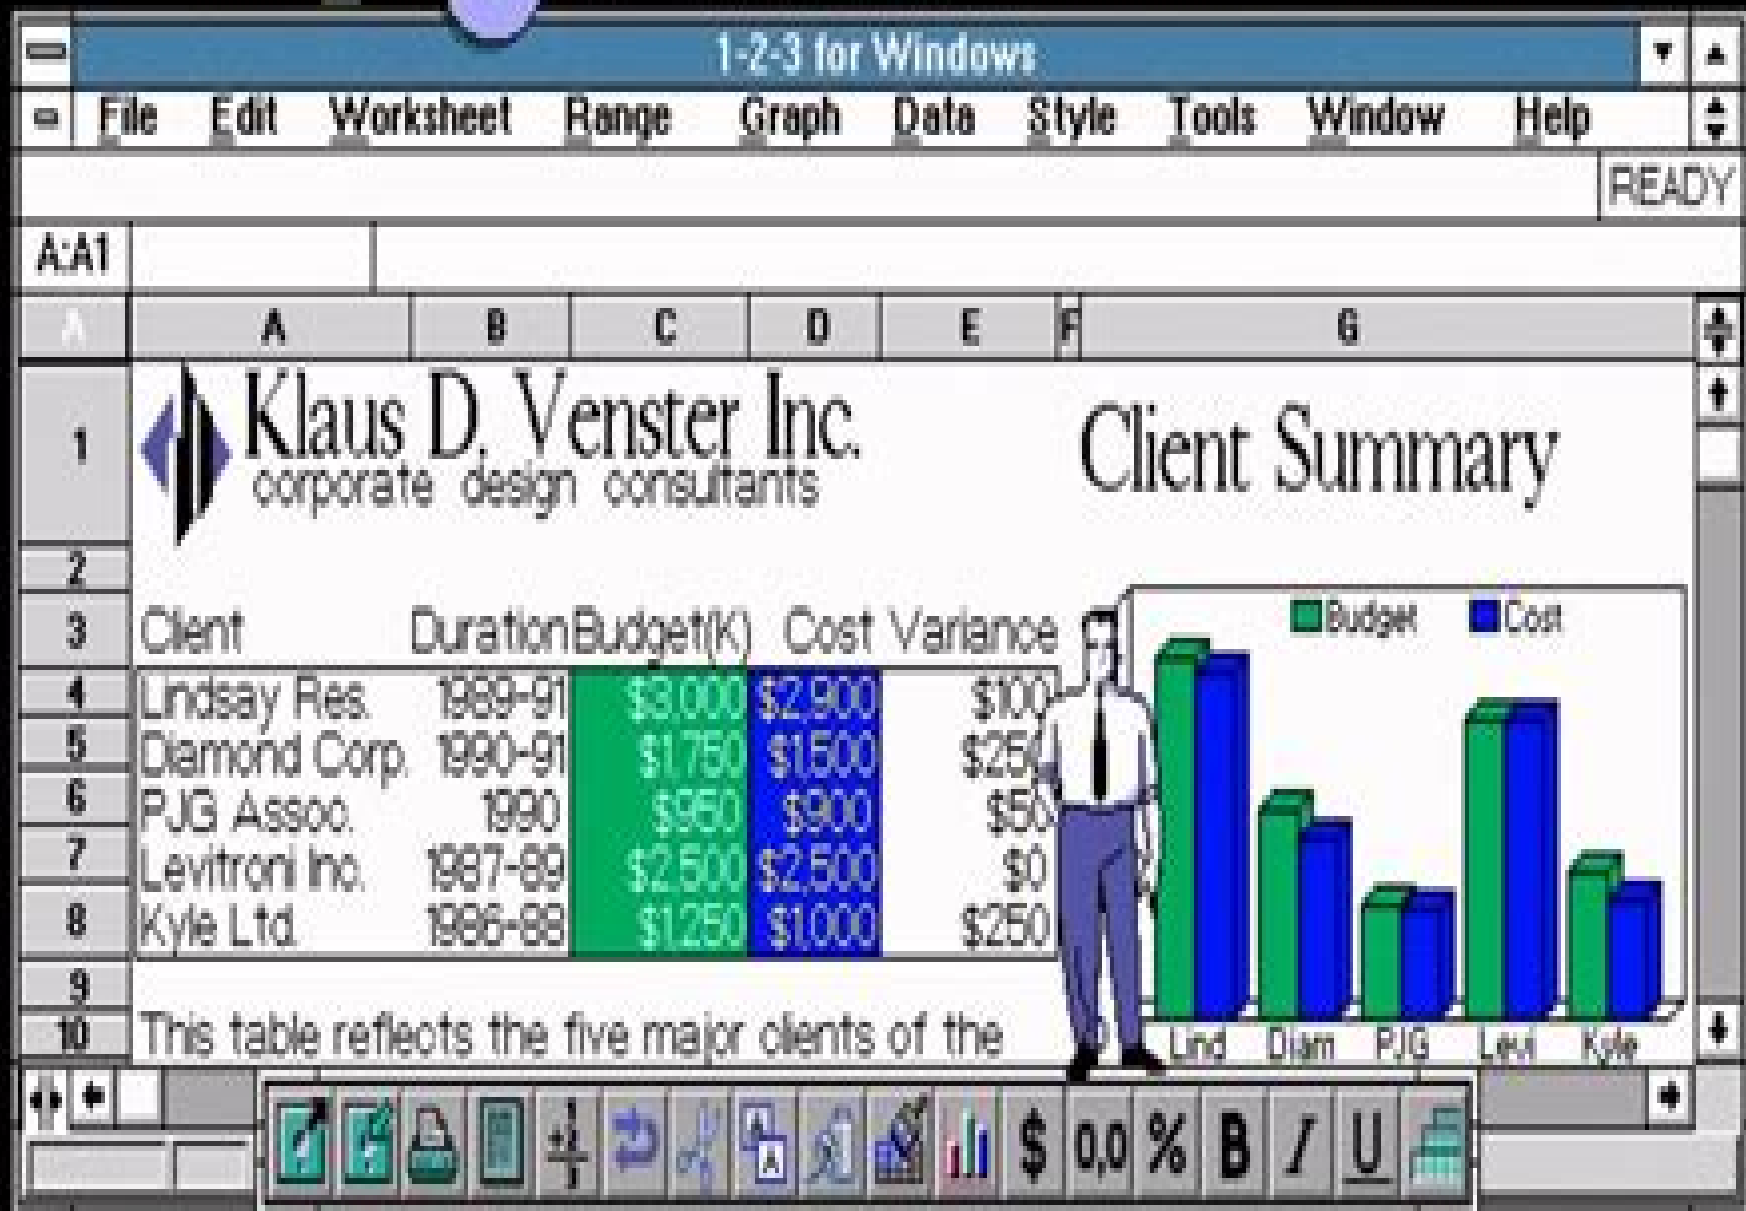 1-2-3 for Windows
File Edit Worksheet Range Graph Data Style Tools Window Help
READY
A:A1
A A B C D E F G
1 Klaus D. Venster Inc. Client Summary
corporate design consultants
2
3 Client Duration Budget(K) Cost Variance
4 Lindsay Res. 1989-91 $3,000 $2,900 $100
5 Diamond Corp. 1990-91 $1,750 $1,500 $250
6 PJG Assoc. 1990 $950 $900 $50
7 Levitroni Inc. 1987-89 $2,500 $2,500 $0
8 Kyle Ltd. 1986-88 $1,250 $1,000 $250
9
10 This table reflects the five major clients of the
Budget Cost
Lind Diam PJG Levi Kyle
1 +2 3 A A $ 0,0 % B I U